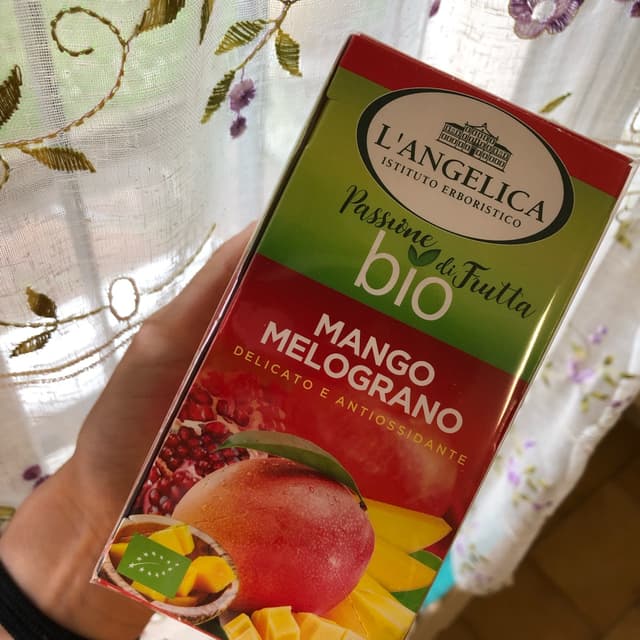 L'ANGELICA
ISTITUTO ERBORISTICO
Passione
di Frutta
bio
MANGO
MELOGRANO
DELICATO E ANTIOSSIDANTE